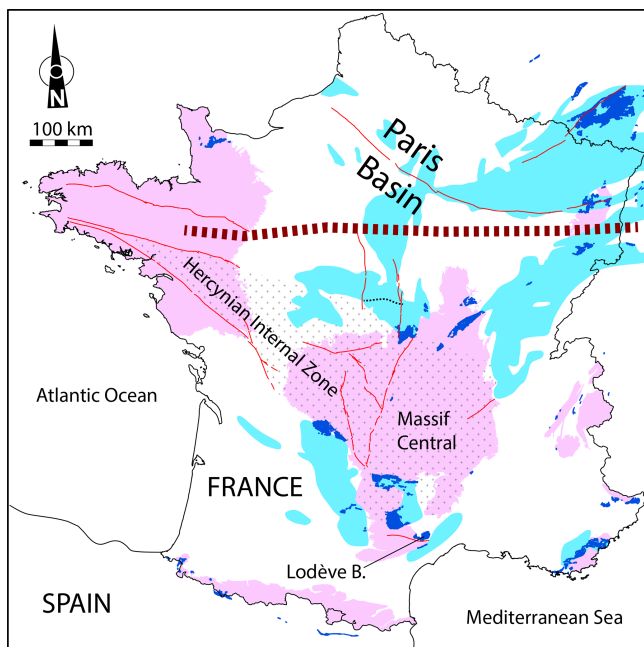 N
100 km
Paris
Basin
Hercynian Internal Zone
Atlantic Ocean
Massif
Central
FRANCE
Lodève B.
SPAIN
Mediterranean Sea